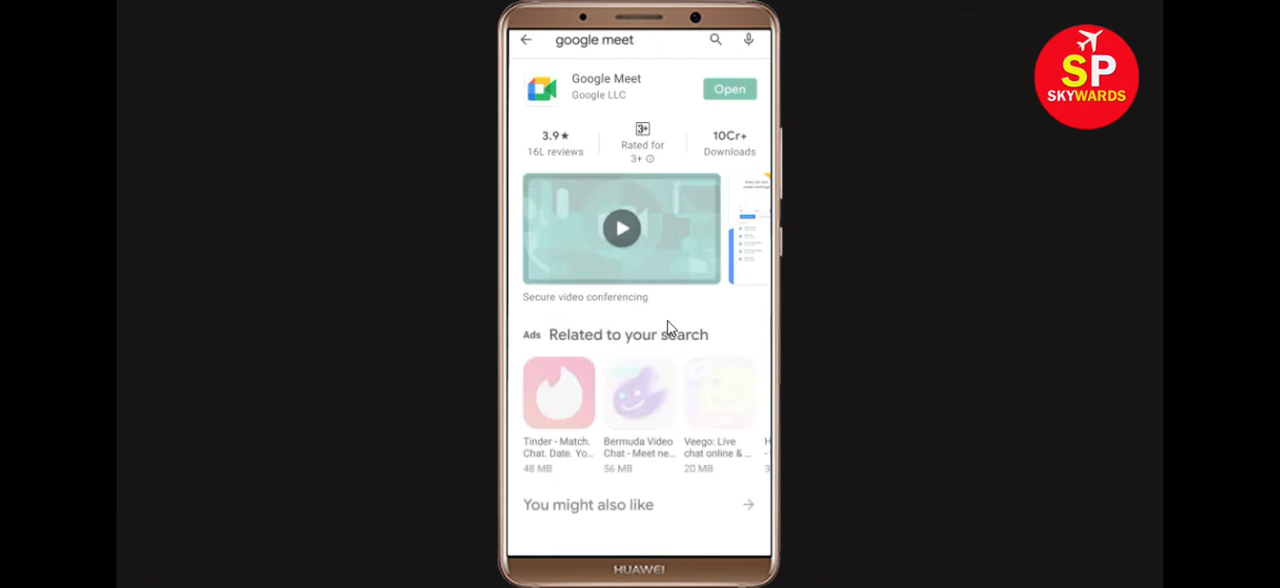 google meet
SP
SKYWARDS
Google Meet
Google LLC
Open
3.9★
16L reviews
3+
Rated for
3+
10Cr+
Downloads
Secure video conferencing
Ads Related to your search
Tinder - Match.
Chat. Date. Yo...
48 MB
Bermuda Video
Chat - Meet ne...
56 MB
Veego: Live
chat online & ...
20 MB
You might also like
HUAWEI